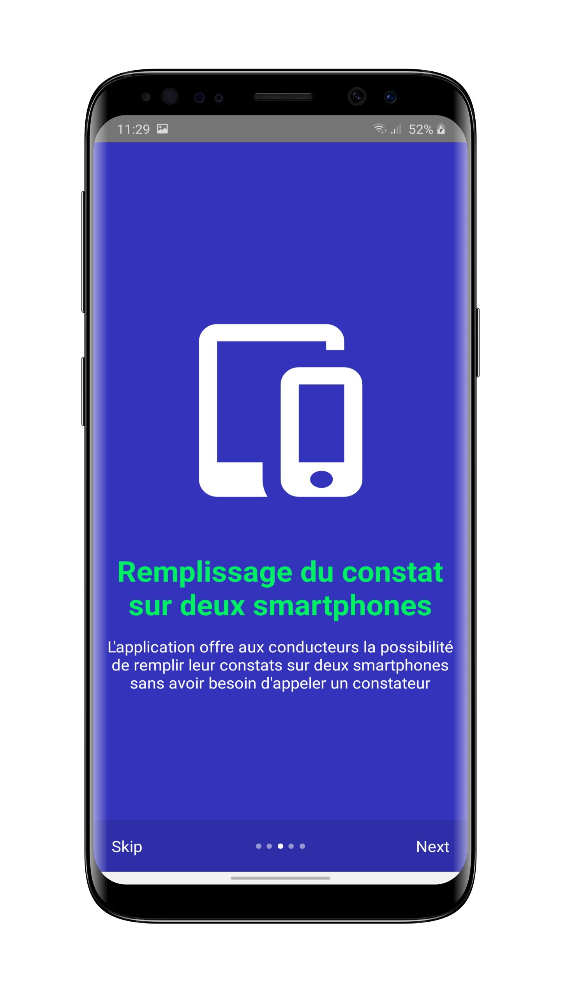 11:29 52%
Remplissage du constat
sur deux smartphones
L'application offre aux conducteurs la possibilité
de remplir leur constats sur deux smartphones
sans avoir besoin d'appeler un constateur
Skip Next